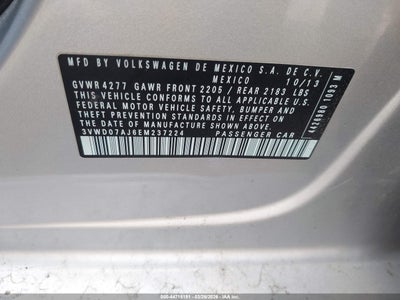 MFD BY VOLKSWAGEN DE MEXICO S.A. DE C.V.
MEXICO 10/13
GVWR 4277 GAWR FRONT 2205 / REAR 2183 LBS
THIS VEHICLE CONFORMS TO ALL APPLICABLE U.S.
FEDERAL MOTOR VEHICLE SAFETY, BUMPER AND
THEFT PREVENTION STANDARDS IN EFFECT ON THE
DATE OF MANUFACTURE SHOWN ABOVE
3VWD07AJ6EM237224 PASSENGER CAR
1093 M